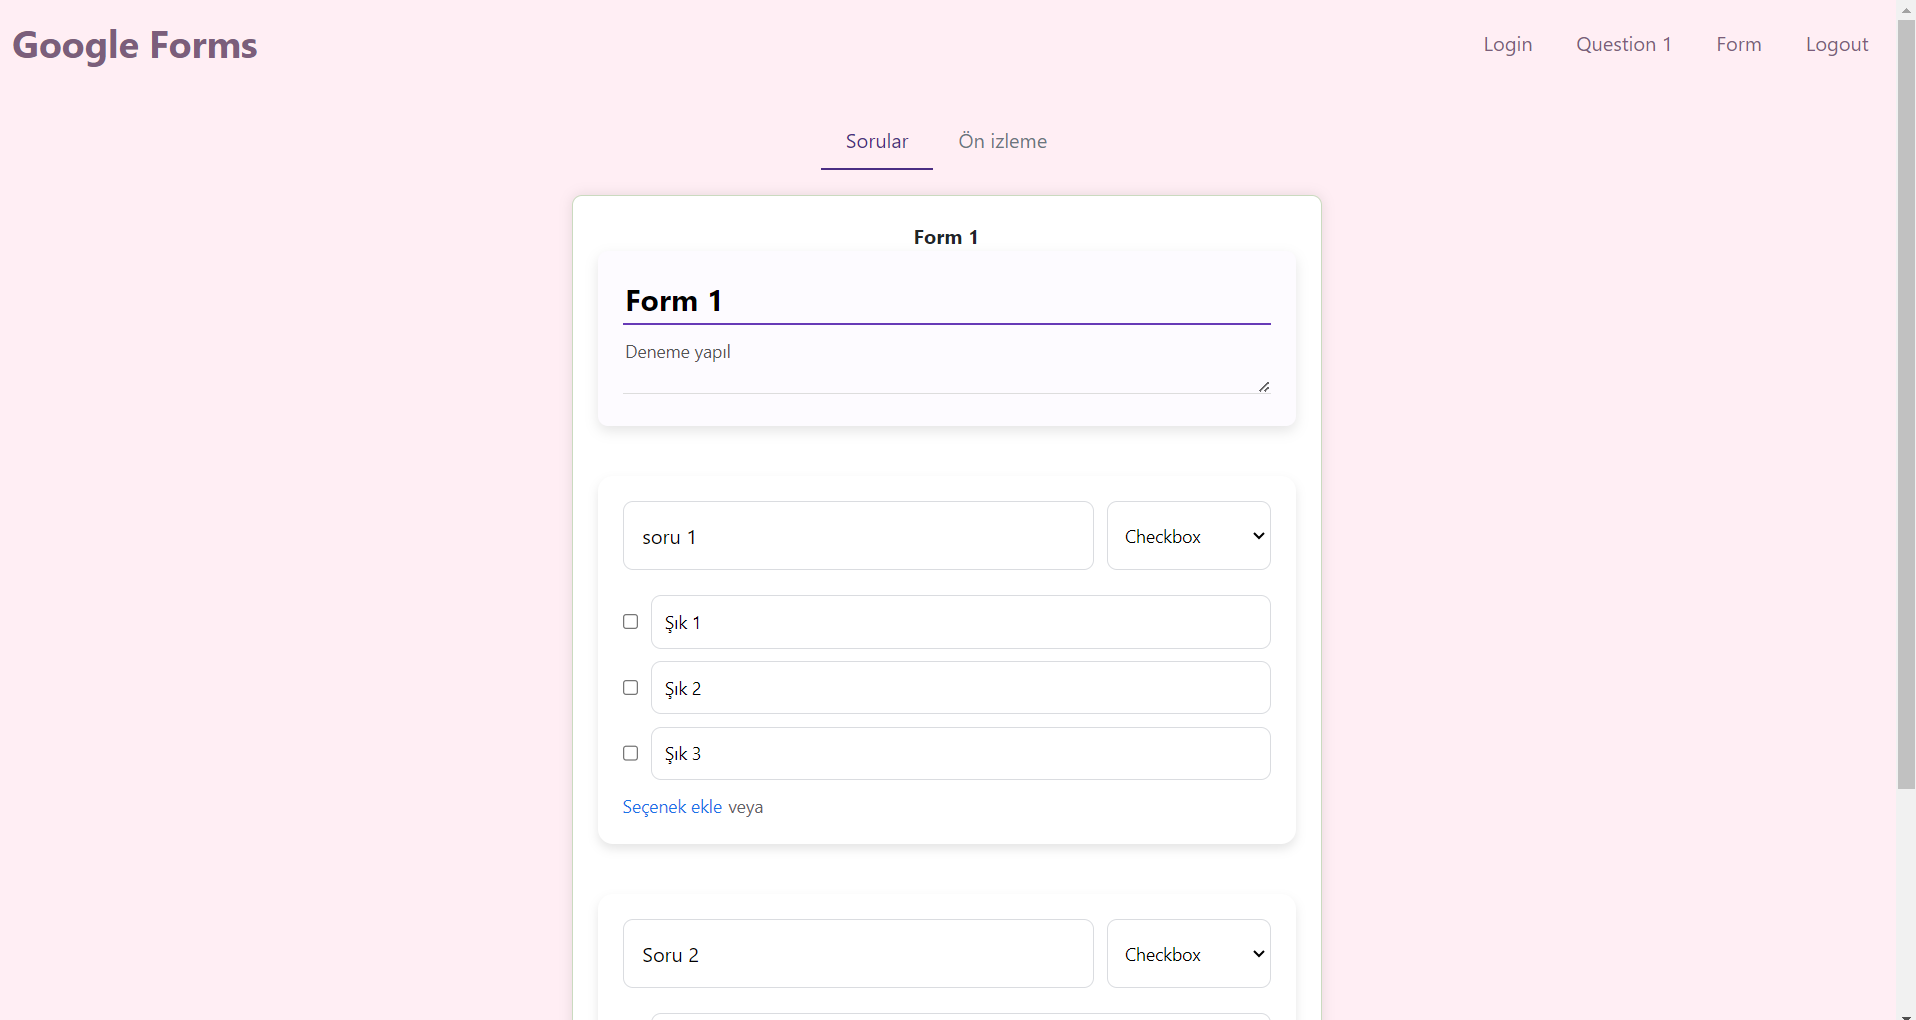 Google Forms
Login Question 1 Form Logout
Sorular Ön izleme
Form 1
Form 1
Deneme yapıl
soru 1 Checkbox
Şık 1
Şık 2
Şık 3
Seçenek ekle veya
Soru 2 Checkbox